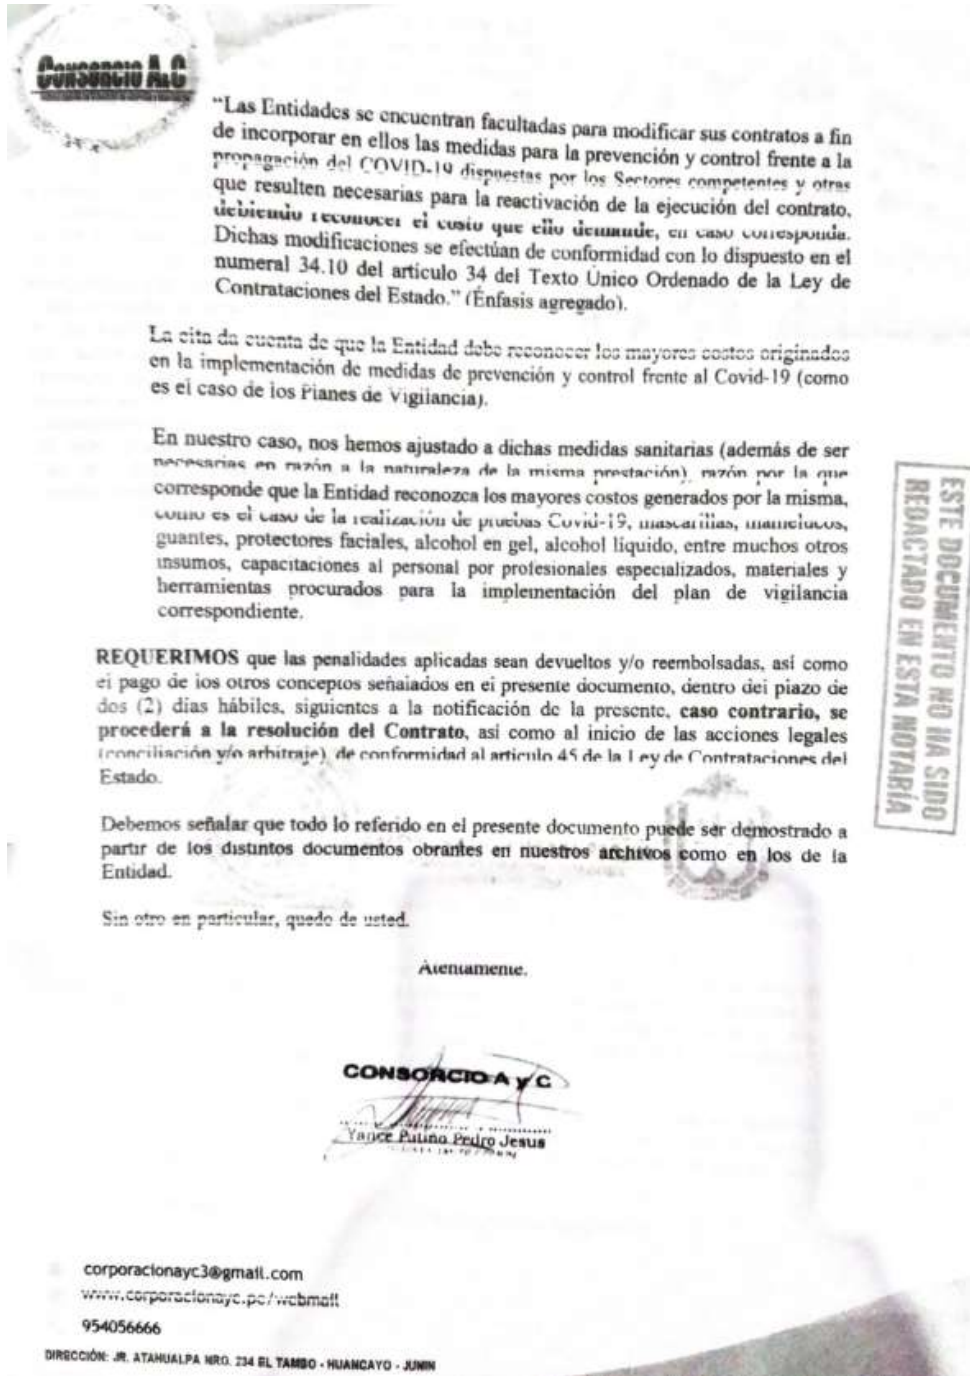 Consorcio A&C
“Las Entidades se encuentran facultadas para modificar sus contratos a fin
de incorporar en ellos las medidas para la prevención y control frente a la
propagación del COVID-19 dispuestas por los Sectores competentes y otras
que resulten necesarias para la reactivación de la ejecución del contrato,
debiendo reconocer el costo que ello demande, en caso corresponda.
Dichas modificaciones se efectúan de conformidad con lo dispuesto en el
numeral 34.10 del artículo 34 del Texto Único Ordenado de la Ley de
Contrataciones del Estado.” (Énfasis agregado).
La cita da cuenta de que la Entidad debe reconocer los mayores costos originados
en la implementación de medidas de prevención y control frente al Covid-19 (como
es el caso de los Planes de Vigilancia).
En nuestro caso, nos hemos ajustado a dichas medidas sanitarias (además de ser
necesarias en razón a la naturaleza de la misma prestación), razón por la que
corresponde que la Entidad reconozca los mayores costos generados por la misma,
como es el caso de la realización de pruebas Covid-19, mascarillas, mamelucos,
guantes, protectores faciales, alcohol en gel, alcohol líquido, entre muchos otros
insumos, capacitaciones al personal por profesionales especializados, materiales y
herramientas procurados para la implementación del plan de vigilancia
correspondiente.
REQUERIMOS que las penalidades aplicadas sean devueltos y/o reembolsadas, así como
el pago de los otros conceptos señalados en el presente documento, dentro del plazo de
dos (2) días hábiles, siguientes a la notificación de la presente, caso contrario, se
procederá a la resolución del Contrato, así como al inicio de las acciones legales
(conciliación y/o arbitraje), de conformidad al artículo 45 de la Ley de Contrataciones del
Estado.
Debemos señalar que todo lo referido en el presente documento puede ser demostrado a
partir de los distintos documentos obrantes en nuestros archivos como en los de la
Entidad.
Sin otro en particular, quedo de usted.
Atentamente.
CONSORCIO A y C
Yance Patiño Pedro Jesus
ESTE DOCUMENTO NO HA SIDO
REDACTADO EN ESTA NOTARÍA
corporacionayc3@gmail.com
www.corporacionayc.pe/webmail
954056666
DIRECCIÓN: JR. ATAHUALPA NRO. 234 EL TAMBO - HUANCAYO - JUNIN